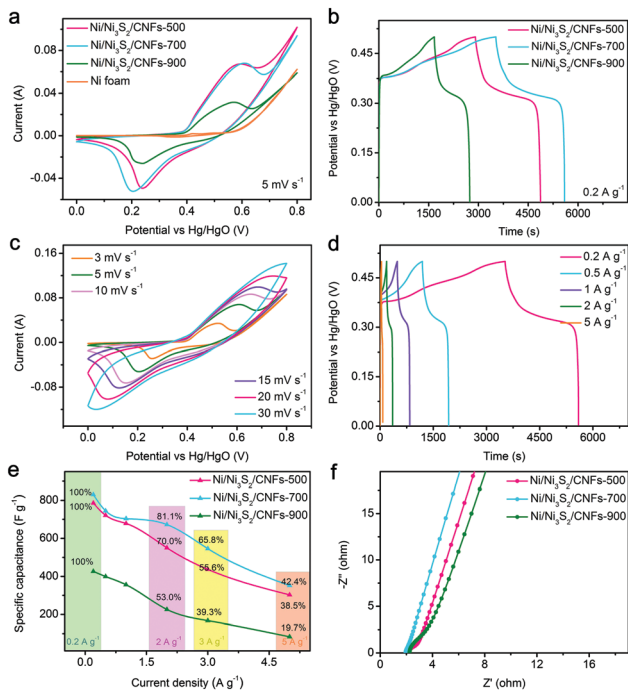 a
Ni/Ni₃S₂/CNFs-500
Ni/Ni₃S₂/CNFs-700
Ni/Ni₃S₂/CNFs-900
Ni foam
Current (A)
0.08
0.04
0.00
-0.04
5 mV s⁻¹
0.0 0.2 0.4 0.6 0.8
Potential vs Hg/HgO (V)
b
Ni/Ni₃S₂/CNFs-500
Ni/Ni₃S₂/CNFs-700
Ni/Ni₃S₂/CNFs-900
Potential vs Hg/HgO (V)
0.45
0.30
0.15
0.00
0.2 A g⁻¹
0 1500 3000 4500 6000
Time (s)
c
3 mV s⁻¹
5 mV s⁻¹
10 mV s⁻¹
Current (A)
0.16
0.08
0.00
-0.08
15 mV s⁻¹
20 mV s⁻¹
30 mV s⁻¹
0.0 0.2 0.4 0.6 0.8
Potential vs Hg/HgO (V)
d
0.2 A g⁻¹
0.5 A g⁻¹
1 A g⁻¹
2 A g⁻¹
5 A g⁻¹
Potential vs Hg/HgO (V)
0.45
0.30
0.15
0.00
0 1500 3000 4500 6000
Time (s)
e
Ni/Ni₃S₂/CNFs-500
Ni/Ni₃S₂/CNFs-700
Ni/Ni₃S₂/CNFs-900
Specific capacitance (F g⁻¹)
800
600
400
200
100%
100%
100%
81.1%
70.0%
53.0%
65.8%
55.6%
39.3%
42.4%
38.5%
19.7%
0.2 A g⁻¹
2 A g⁻¹
3 A g⁻¹
5 A g⁻¹
0.0 1.5 3.0 4.5
Current density (A g⁻¹)
f
Ni/Ni₃S₂/CNFs-500
Ni/Ni₃S₂/CNFs-700
Ni/Ni₃S₂/CNFs-900
-Z" (ohm)
15
10
5
0
0 4 8 12 16
Z' (ohm)